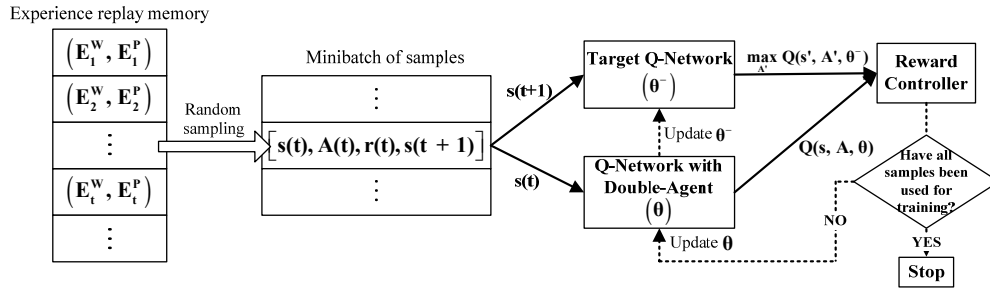 Experience replay memory
(E₁ᵂ, E₁ᴾ)
(E₂ᵂ, E₂ᴾ)
⋮
(Eₜᵂ, Eₜᴾ)
⋮
Random
sampling
Minibatch of samples
⋮
[s(t), A(t), r(t), s(t + 1)]
⋮
s(t+1)
s(t)
Target Q-Network
(θ⁻)
Update θ⁻
Q-Network with
Double-Agent
(θ)
Update θ
max Q(s', A', θ⁻)
A'
Q(s, A, θ)
Reward
Controller
Have all
samples been
used for
training?
NO
YES
Stop